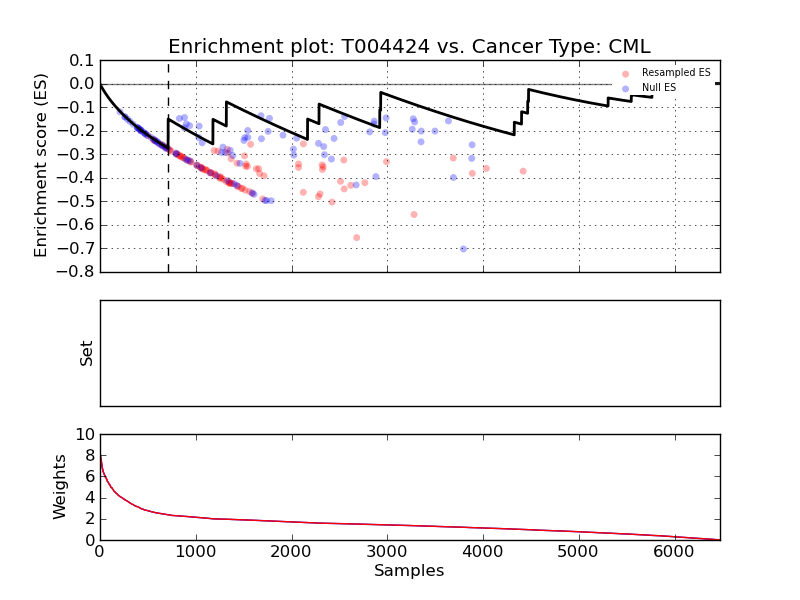 Enrichment plot: T004424 vs. Cancer Type: CML
Enrichment score (ES)
0.1
0.0
−0.1
−0.2
−0.3
−0.4
−0.5
−0.6
−0.7
−0.8
Resampled ES
Null ES
Set
Weights
10
8
6
4
2
0
0 1000 2000 3000 4000 5000 6000
Samples